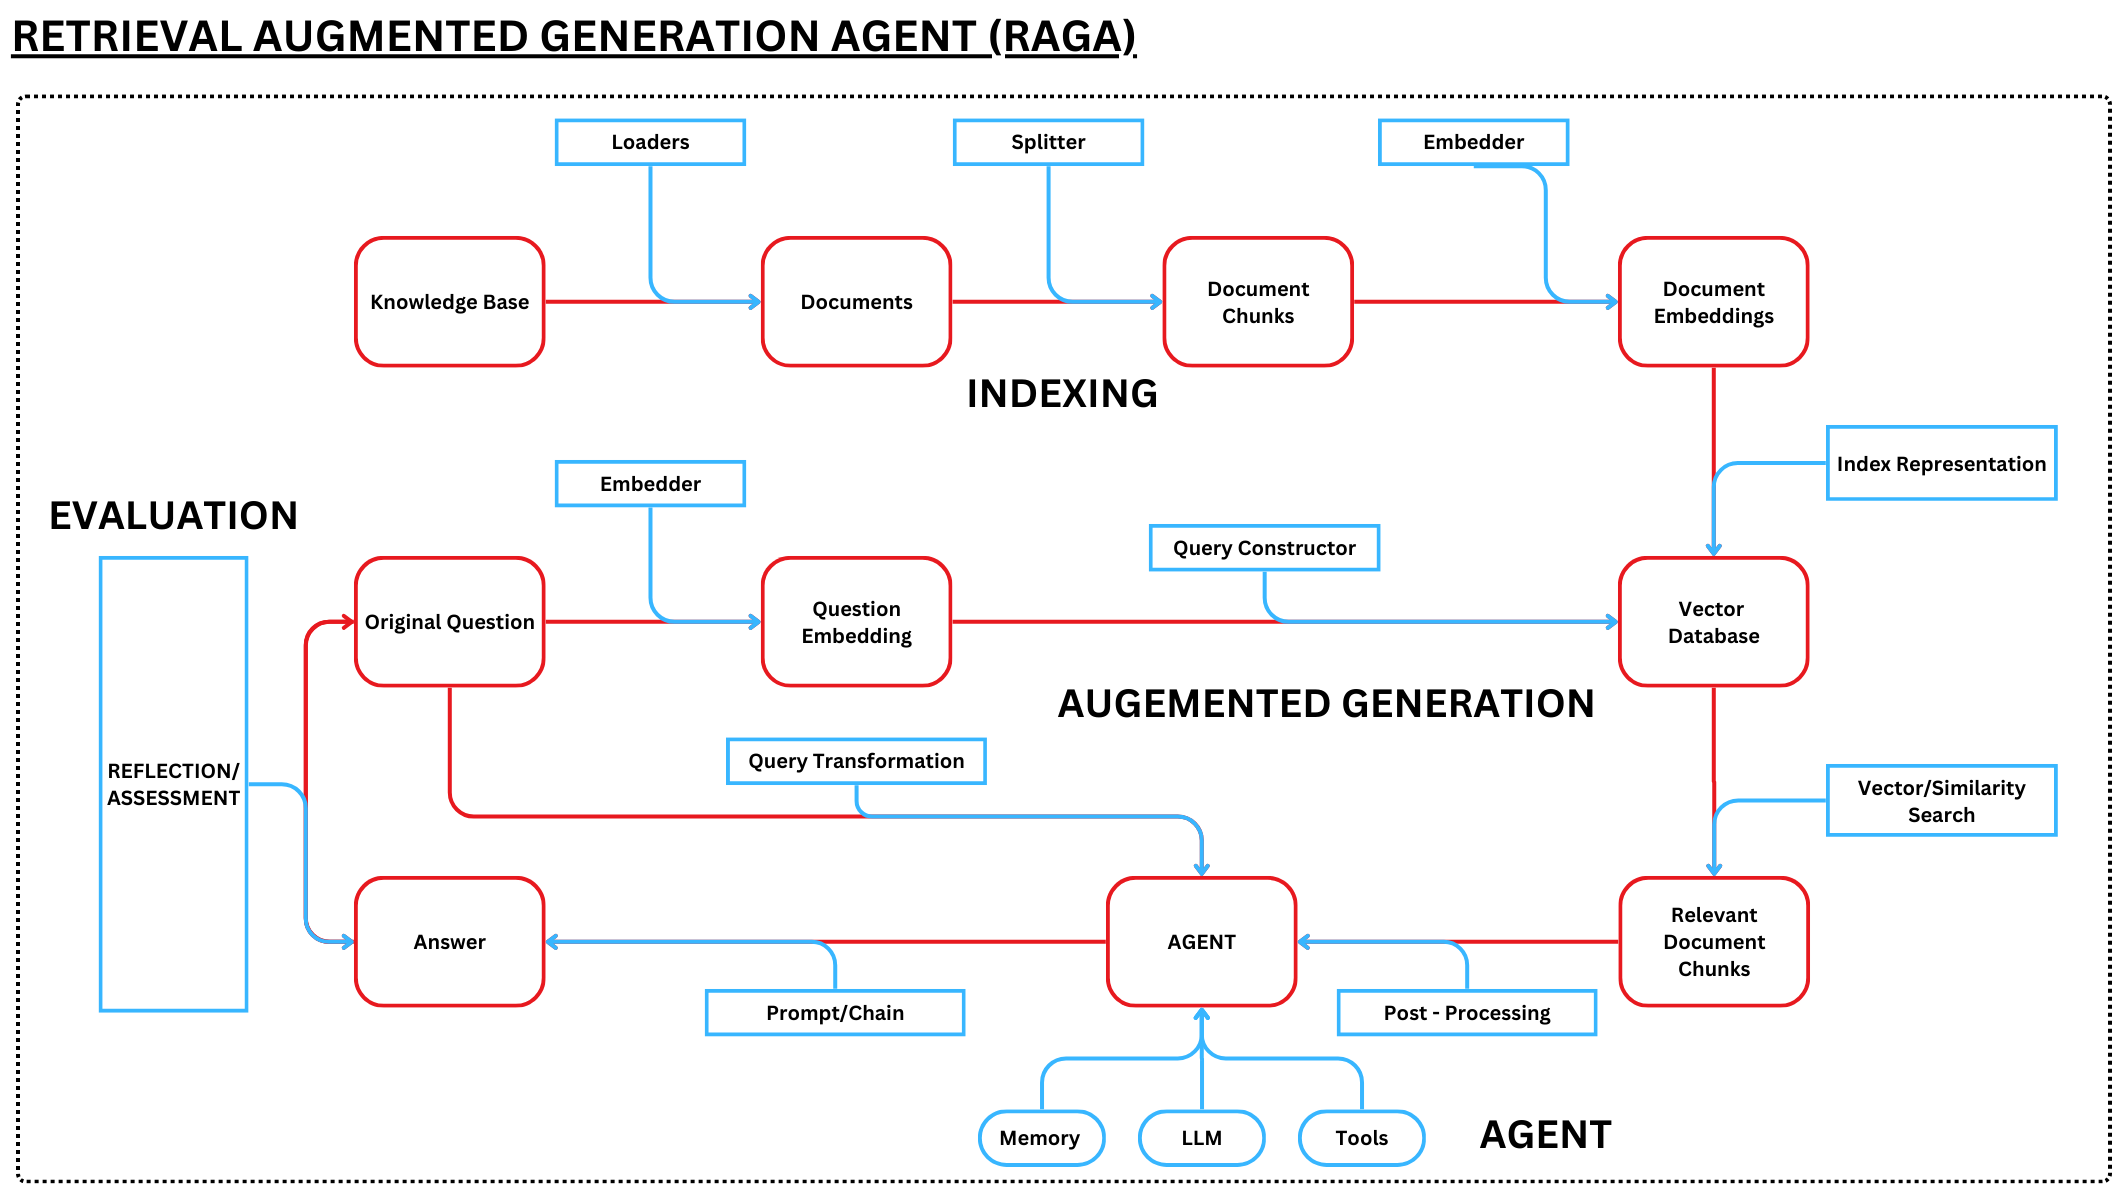 RETRIEVAL AUGMENTED GENERATION AGENT (RAGA)
Loaders
Splitter
Embedder
Knowledge Base
Documents
Document
Chunks
Document
Embeddings
INDEXING
Index Representation
EVALUATION
Embedder
Query Constructor
Original Question
Question
Embedding
Vector
Database
AUGEMENTED GENERATION
REFLECTION/
ASSESSMENT
Query Transformation
Vector/Similarity
Search
Answer
AGENT
Relevant
Document
Chunks
Prompt/Chain
Post - Processing
Memory
LLM
Tools
AGENT